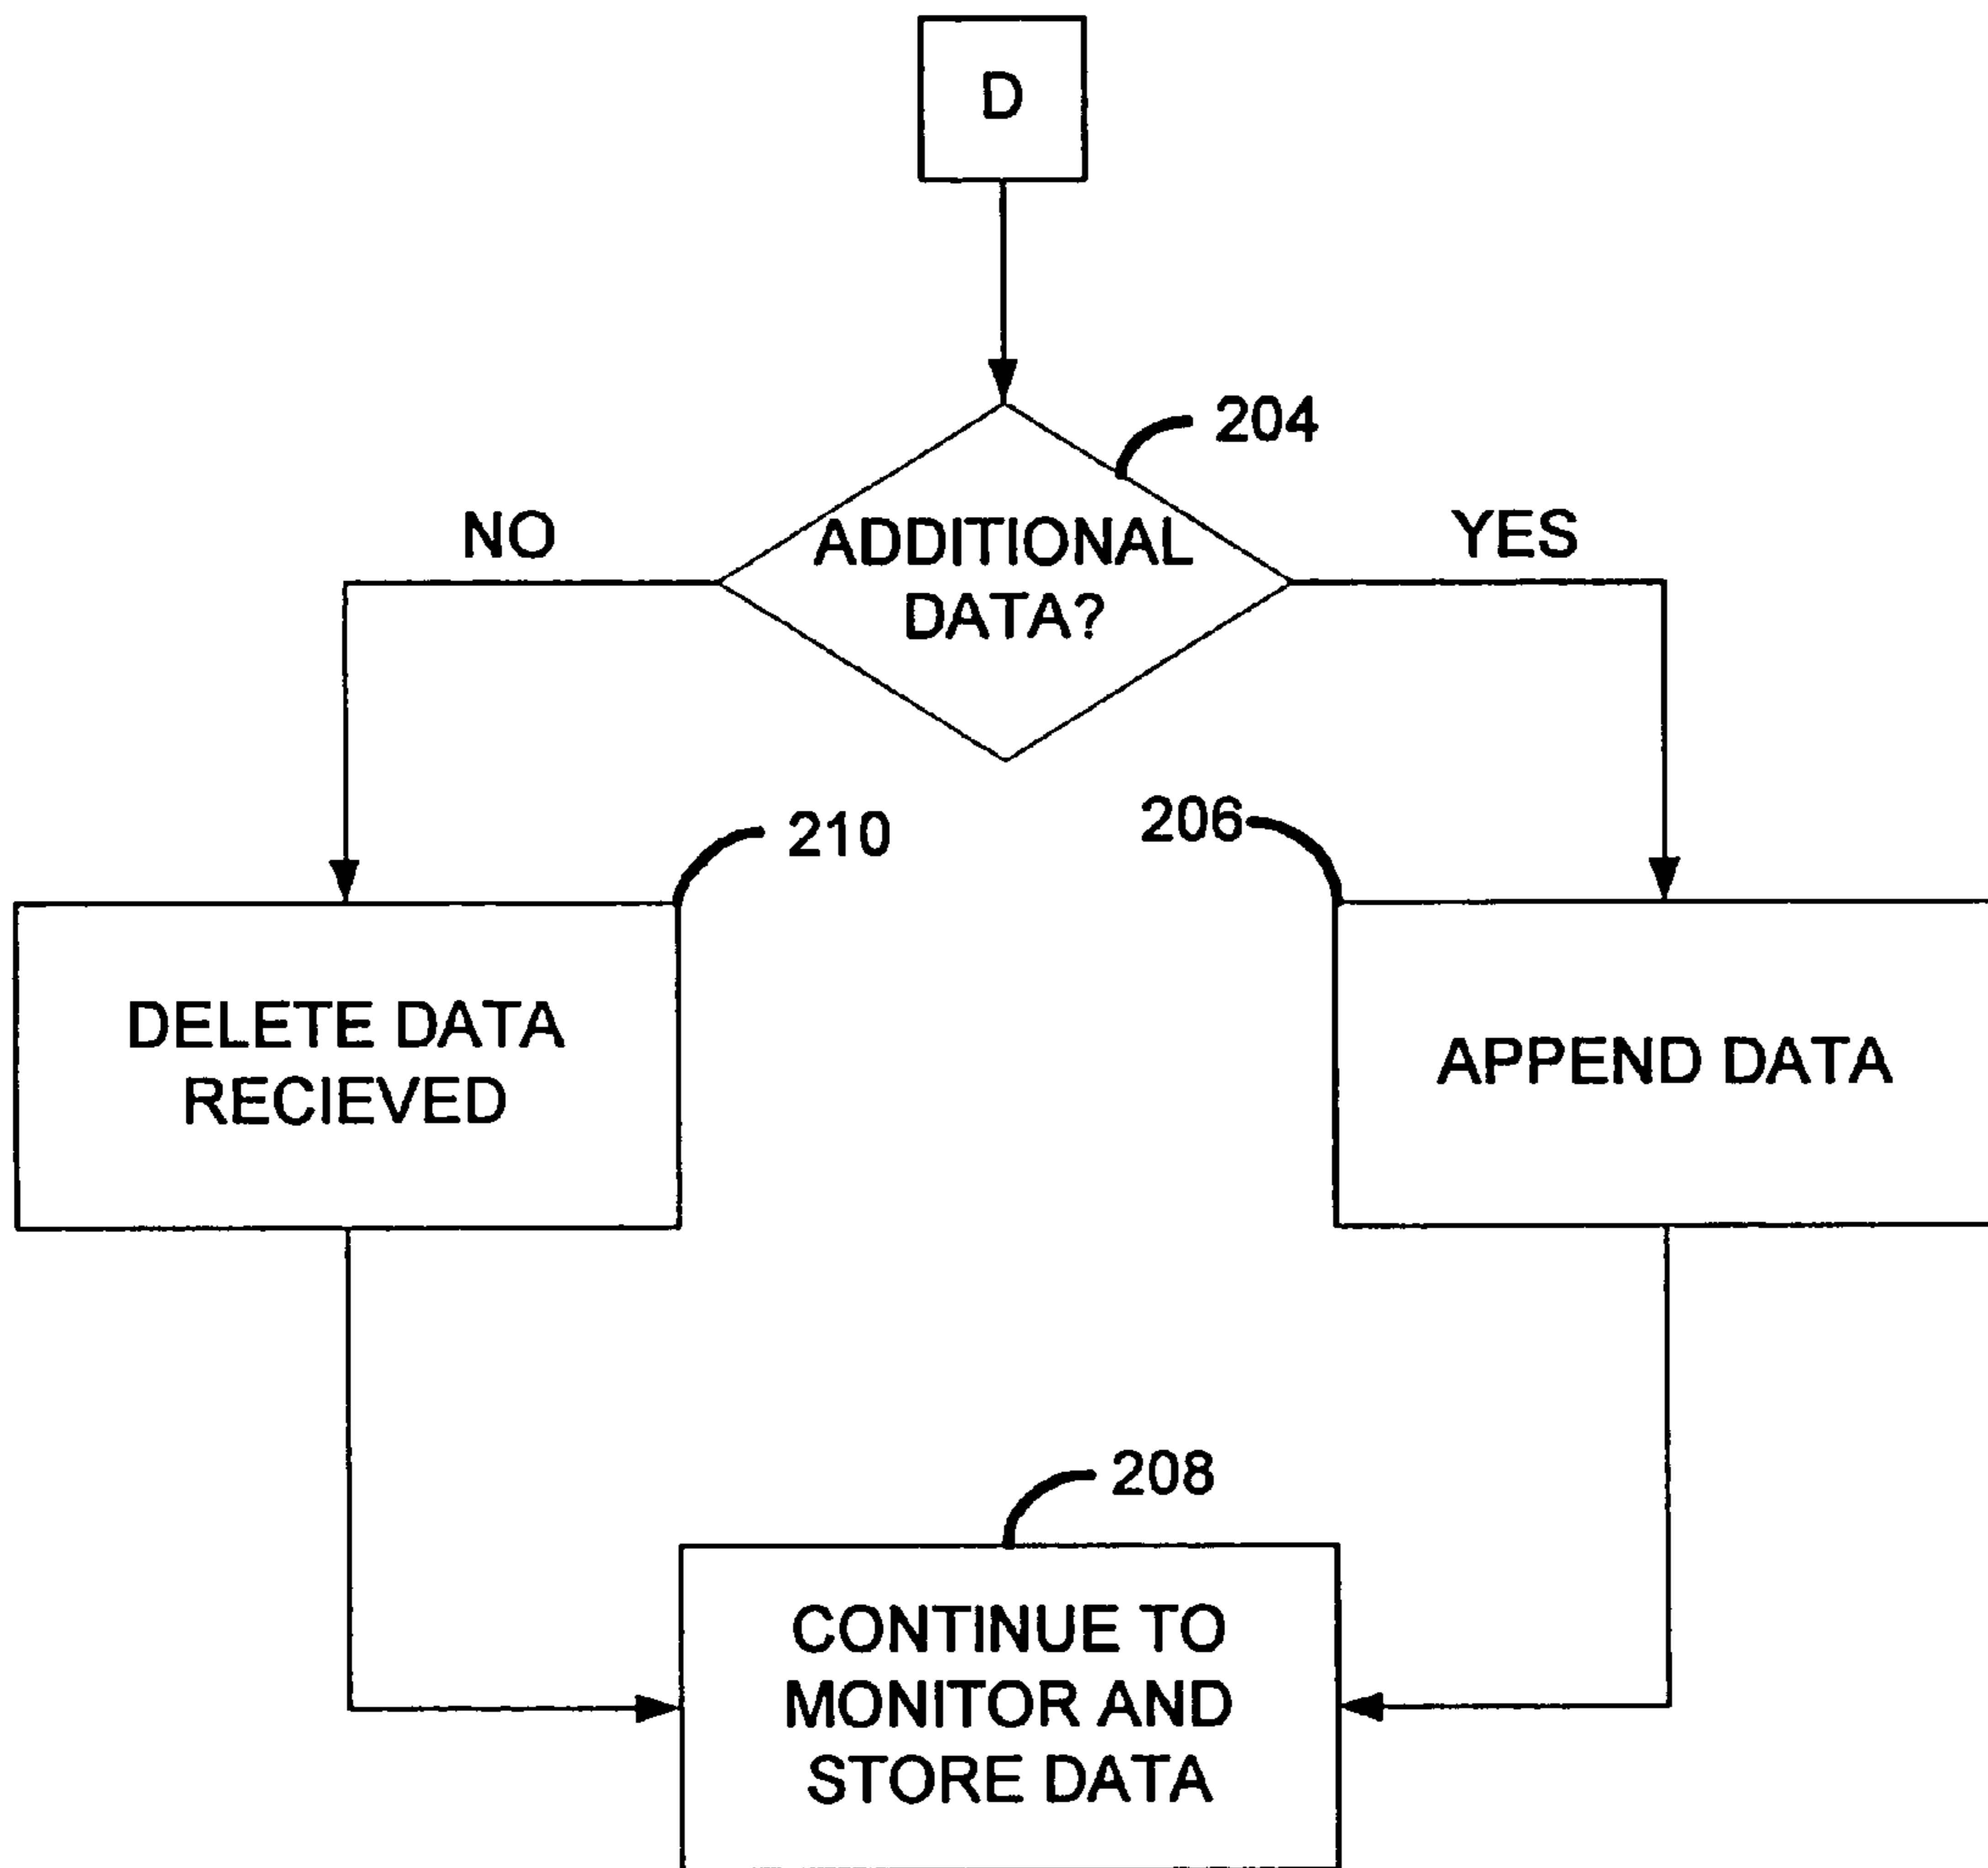 D
204
NO
ADDITIONAL
DATA?
YES
210
206
DELETE DATA
RECIEVED
APPEND DATA
208
CONTINUE TO
MONITOR AND
STORE DATA